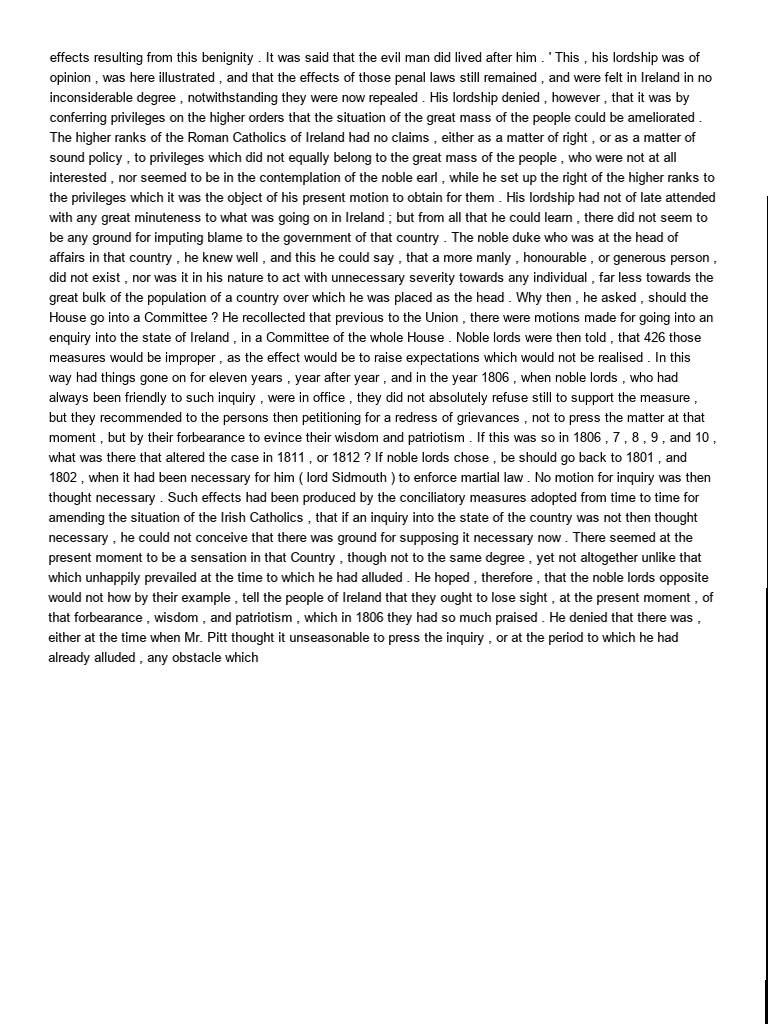 effects resulting from this benignity . It was said that the evil man did lived after him . ' This , his lordship was of
opinion , was here illustrated , and that the effects of those penal laws still remained , and were felt in Ireland in no
inconsiderable degree , notwithstanding they were now repealed . His lordship denied , however , that it was by
conferring privileges on the higher orders that the situation of the great mass of the people could be ameliorated .
The higher ranks of the Roman Catholics of Ireland had no claims , either as a matter of right , or as a matter of
sound policy , to privileges which did not equally belong to the great mass of the people , who were not at all
interested , nor seemed to be in the contemplation of the noble earl , while he set up the right of the higher ranks to
the privileges which it was the object of his present motion to obtain for them . His lordship had not of late attended
with any great minuteness to what was going on in Ireland ; but from all that he could learn , there did not seem to
be any ground for imputing blame to the government of that country . The noble duke who was at the head of
affairs in that country , he knew well , and this he could say , that a more manly , honourable , or generous person ,
did not exist , nor was it in his nature to act with unnecessary severity towards any individual , far less towards the
great bulk of the population of a country over which he was placed as the head . Why then , he asked , should the
House go into a Committee ? He recollected that previous to the Union , there were motions made for going into an
enquiry into the state of Ireland , in a Committee of the whole House . Noble lords were then told , that 426 those
measures would be improper , as the effect would be to raise expectations which would not be realised . In this
way had things gone on for eleven years , year after year , and in the year 1806 , when noble lords , who had
always been friendly to such inquiry , were in office , they did not absolutely refuse still to support the measure ,
but they recommended to the persons then petitioning for a redress of grievances , not to press the matter at that
moment , but by their forbearance to evince their wisdom and patriotism . If this was so in 1806 , 7 , 8 , 9 , and 10 ,
what was there that altered the case in 1811 , or 1812 ? If noble lords chose , be should go back to 1801 , and
1802 , when it had been necessary for him ( lord Sidmouth ) to enforce martial law . No motion for inquiry was then
thought necessary . Such effects had been produced by the conciliatory measures adopted from time to time for
amending the situation of the Irish Catholics , that if an inquiry into the state of the country was not then thought
necessary , he could not conceive that there was ground for supposing it necessary now . There seemed at the
present moment to be a sensation in that Country , though not to the same degree , yet not altogether unlike that
which unhappily prevailed at the time to which he had alluded . He hoped , therefore , that the noble lords opposite
would not how by their example , tell the people of Ireland that they ought to lose sight , at the present moment , of
that forbearance , wisdom , and patriotism , which in 1806 they had so much praised . He denied that there was ,
either at the time when Mr. Pitt thought it unseasonable to press the inquiry , or at the period to which he had
already alluded , any obstacle which